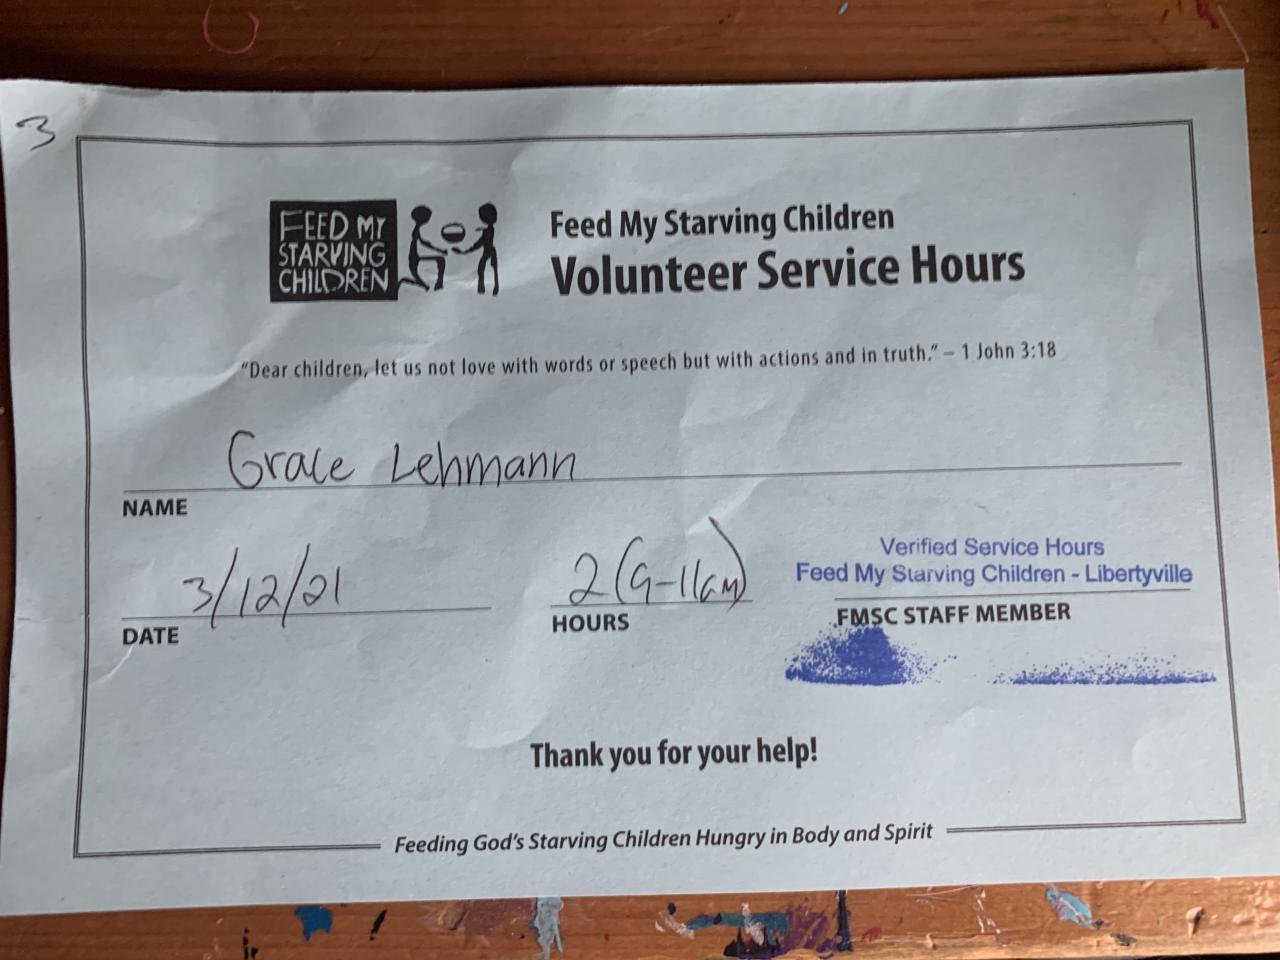 3
FEED MY
STARVING
CHILDREN
Feed My Starving Children
Volunteer Service Hours
“Dear children, let us not love with words or speech but with actions and in truth.” – 1 John 3:18
Grace Lehmann
NAME
3/12/21
DATE
2 (9-11am)
HOURS
Verified Service Hours
Feed My Starving Children - Libertyville
FMSC STAFF MEMBER
Thank you for your help!
Feeding God's Starving Children Hungry in Body and Spirit